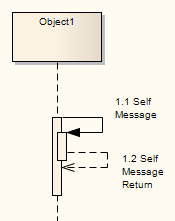 Object1
1.1 Self
Message
1.2 Self
Message
Return